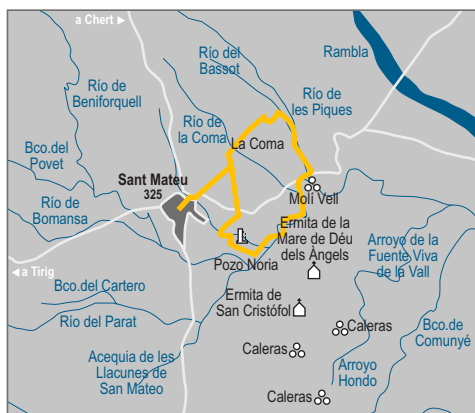 a Chert ▶
Río del
Bassot
Rambla
Río de
Beniforquell
Río de
les Piques
Río de
la Coma
La Coma
Bco.del
Povet
Sant Mateu
325
Molí Vell
Río de
Bomansa
Ermita de la
Mare de Déu
dels Àngels
Arroyo de la
Fuente Viva
de la Vall
◀a Tirig
Pozo Noria
Bco.del Cartero
Ermita de
San Cristófol
Río del Parat
Caleras
Bco.de
Comunyé
Acequia de les
Llacunes de
San Mateo
Caleras
Arroyo
Hondo
Caleras